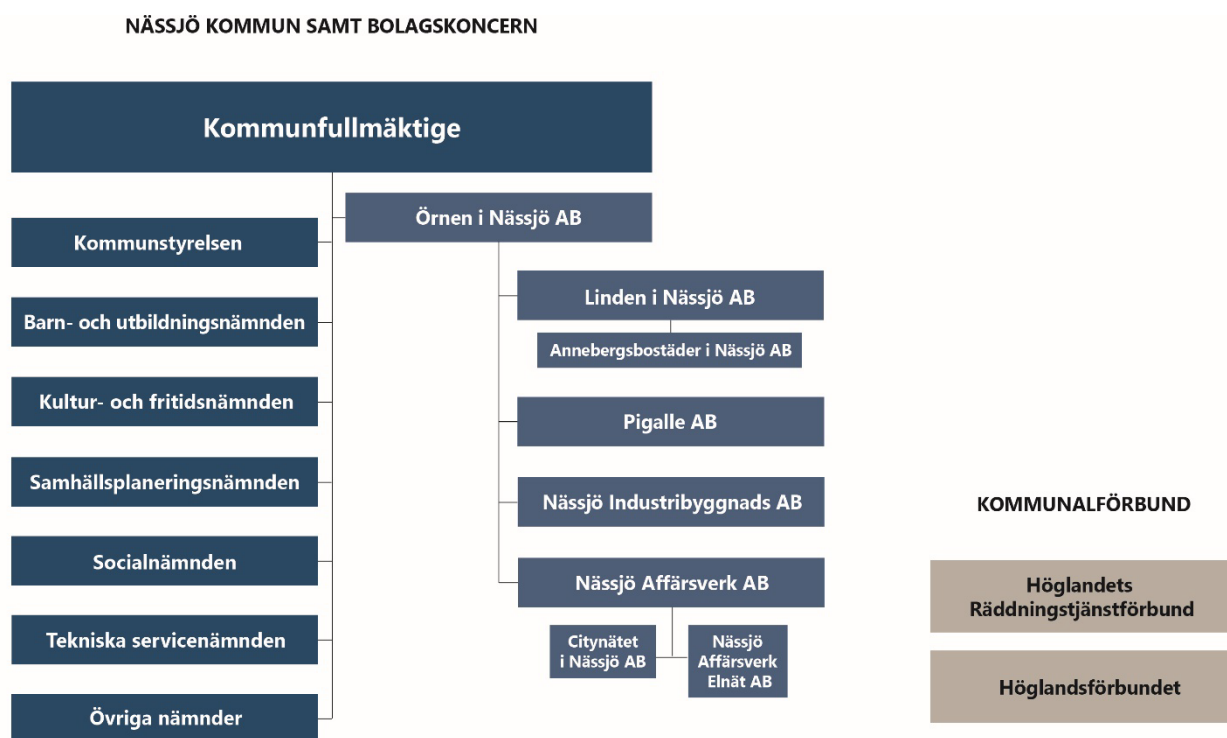 NÄSSJÖ KOMMUN SAMT BOLAGSKONCERN
Kommunfullmäktige
Örnen i Nässjö AB
Kommunstyrelsen
Barn- och utbildningsnämnden
Kultur- och fritidsnämnden
Samhällsplaneringsnämnden
Socialnämnden
Tekniska servicenämnden
Övriga nämnder
Linden i Nässjö AB
Annebergsbostäder i Nässjö AB
Pigalle AB
Nässjö Industribyggnads AB
Nässjö Affärsverk AB
Citynätet
i Nässjö AB
Nässjö
Affärsverk
Elnät AB
KOMMUNALFÖRBUND
Höglandets
Räddningstjänstförbund
Höglandsförbundet